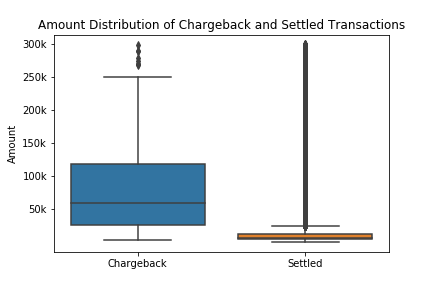 Amount Distribution of Chargeback and Settled Transactions
300k
250k
200k
150k
100k
50k
Amount
Chargeback
Settled